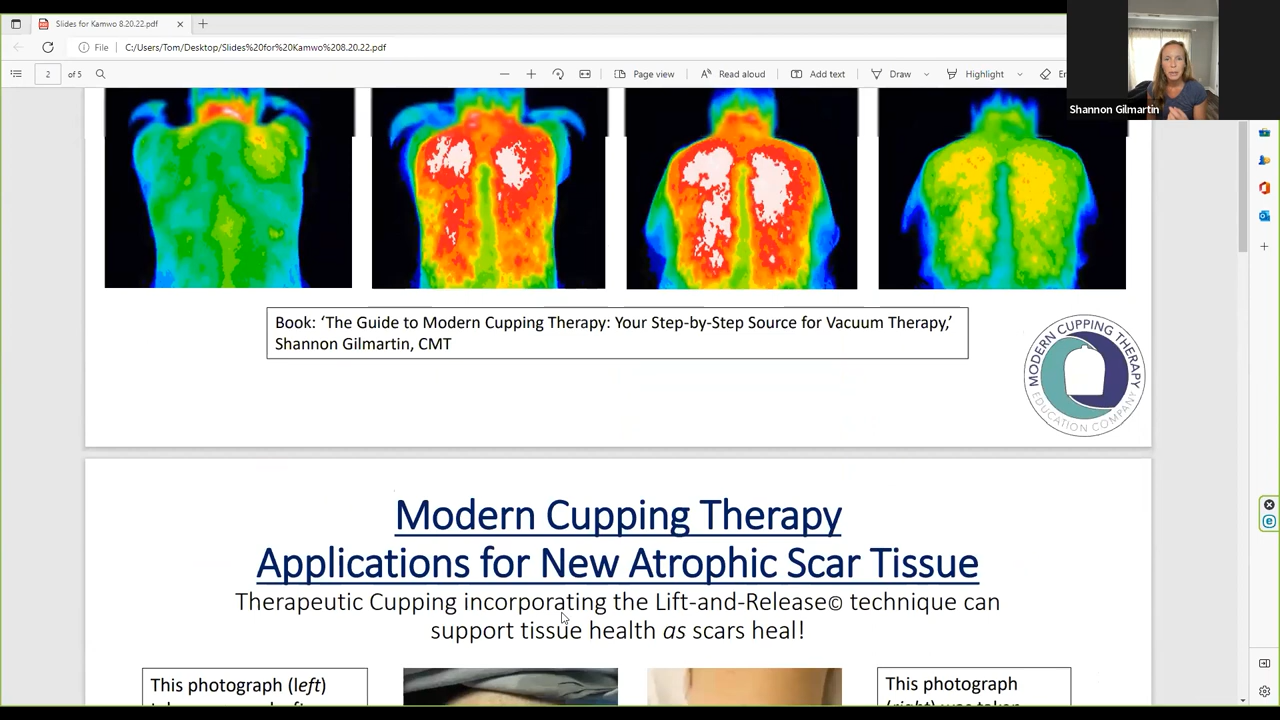 Slides for Kamwo 8.20.22.pdf
File C:/Users/Tom/Desktop/Slides%20for%20Kamwo%208.20.22.pdf
2 of 5 Page view Read aloud Add text Draw Highlight
Shannon Gilmartin
Book: ‘The Guide to Modern Cupping Therapy: Your Step-by-Step Source for Vacuum Therapy,’
Shannon Gilmartin, CMT
MODERN CUPPING THERAPY
EDUCATION COMPANY
Modern Cupping Therapy
Applications for New Atrophic Scar Tissue
Therapeutic Cupping incorporating the Lift-and-Release© technique can
support tissue health as scars heal!
This photograph (left)
This photograph